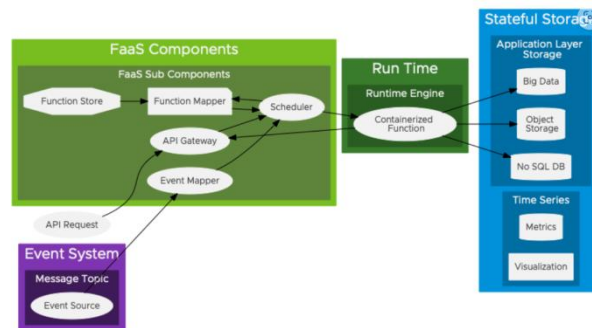 FaaS Components
FaaS Sub Components
Function Store
Function Mapper
Scheduler
API Gateway
Event Mapper
API Request
Event System
Message Topic
Event Source
Run Time
Runtime Engine
Containerized
Function
Stateful Storag
Application Layer
Storage
Big Data
Object
Storage
No SQL DB
Time Series
Metrics
Visualization